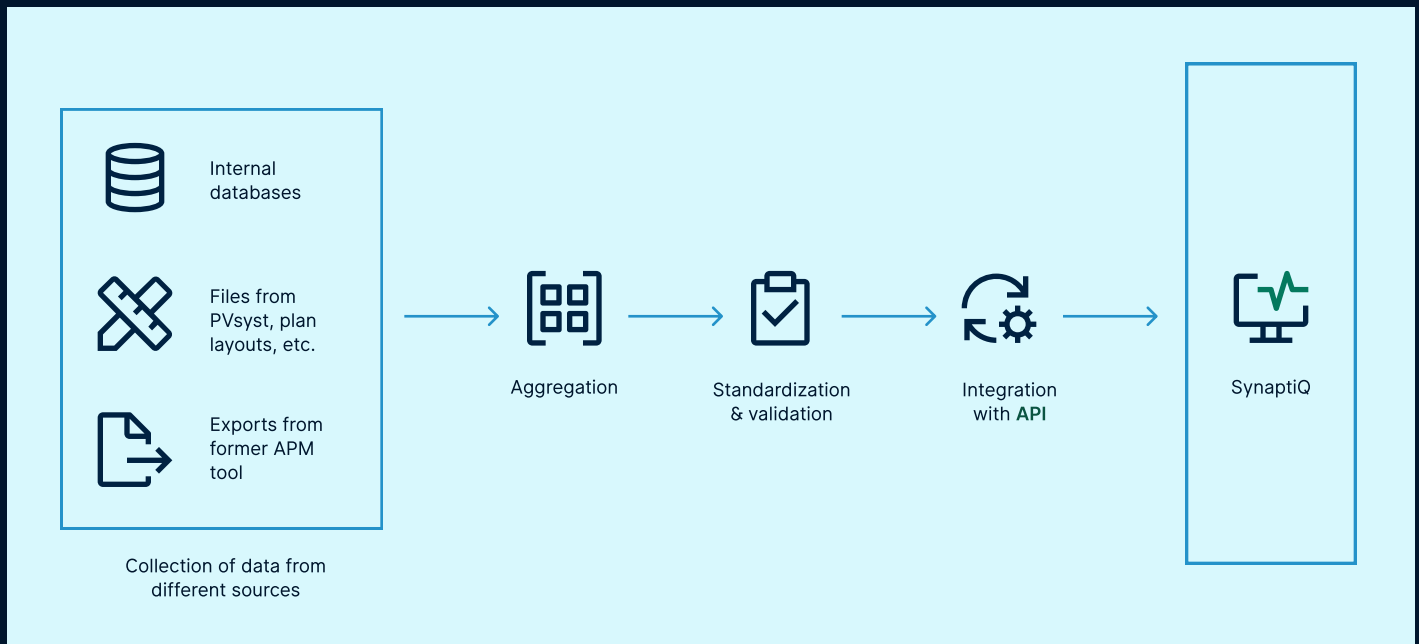 Internal
databases
Files from
PVsyst, plan
layouts, etc.
Exports from
former APM
tool
Collection of data from
different sources
Aggregation
Standardization
& validation
Integration
with API
SynaptiQ